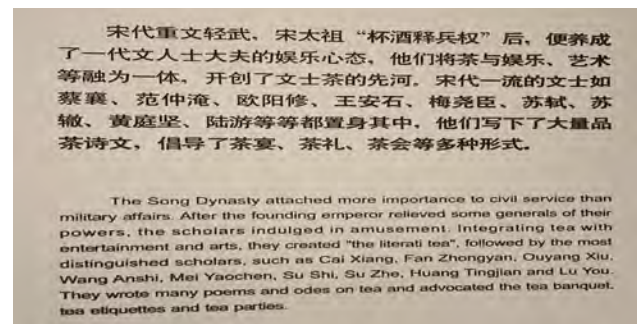 宋代重文轻武，宋太祖“杯酒释兵权”后，便养成
了一代文人士大夫的娱乐心态，他们将茶与娱乐、艺术
等融为一体，开创了文士茶的先河。宋代一流的文士如
蔡襄、范仲淹、欧阳修、王安石、梅尧臣、苏轼、苏
辙、黄庭坚、陆游等等都置身其中，他们写下了大量品
茶诗文，倡导了茶宴、茶礼、茶会等多种形式。
The Song Dynasty attached more importance to civil service than
military affairs. After the founding emperor relieved some generals of their
powers, the scholars indulged in amusement. Integrating tea with
entertainment and arts, they created "the literati tea", followed by the most
distinguished scholars, such as Cai Xiang, Fan Zhongyan, Ouyang Xiu,
Wang Anshi, Mei Yaochen, Su Shi, Su Zhe, Huang Tingjian and Lu You.
They wrote many poems and odes on tea and advocated the tea banquet,
tea etiquettes and tea parties.